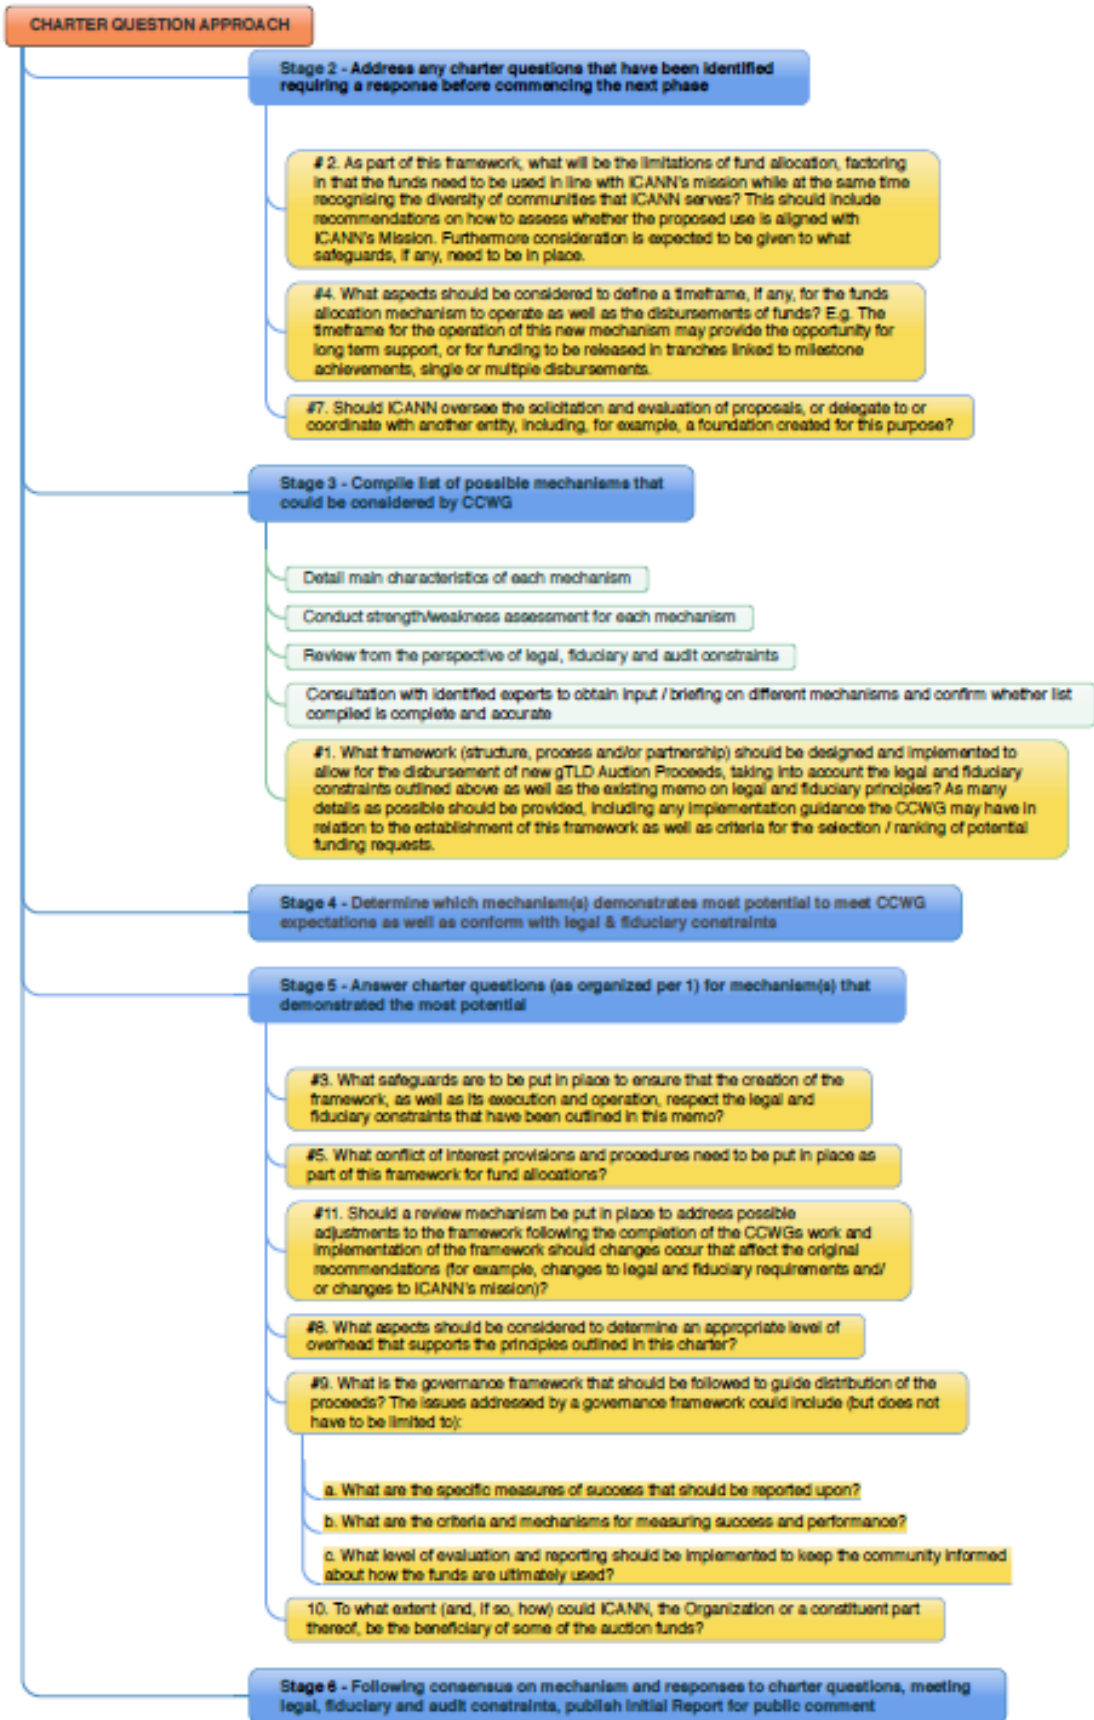 CHARTER QUESTION APPROACH
Stage 2 - Address any charter questions that have been identified
requiring a response before commencing the next phase
# 2. As part of this framework, what will be the limitations of fund allocation, factoring
in that the funds need to be used in line with ICANN's mission while at the same time
recognising the diversity of communities that ICANN serves? This should include
recommendations on how to assess whether the proposed use is aligned with
ICANN's Mission. Furthermore consideration is expected to be given to what
safeguards, if any, need to be in place.
#4. What aspects should be considered to define a timeframe, if any, for the funds
allocation mechanism to operate as well as the disbursements of funds? E.g. The
timeframe for the operation of this new mechanism may provide the opportunity for
long term support, or for funding to be released in tranches linked to milestone
achievements, single or multiple disbursements.
#7. Should ICANN oversee the solicitation and evaluation of proposals, or delegate to or
coordinate with another entity, including, for example, a foundation created for this purpose?
Stage 3 - Compile list of possible mechanisms that
could be considered by CCWG
Detail main characteristics of each mechanism
Conduct strength/weakness assessment for each mechanism
Review from the perspective of legal, fiduciary and audit constraints
Consultation with identified experts to obtain input / briefing on different mechanisms and confirm whether list
compiled is complete and accurate
#1. What framework (structure, process and/or partnership) should be designed and implemented to
allow for the disbursement of new gTLD Auction Proceeds, taking into account the legal and fiduciary
constraints outlined above as well as the existing memo on legal and fiduciary principles? As many
details as possible should be provided, including any implementation guidance the CCWG may have in
relation to the establishment of this framework as well as criteria for the selection / ranking of potential
funding requests.
Stage 4 - Determine which mechanism(s) demonstrates most potential to meet CCWG
expectations as well as conform with legal & fiduciary constraints
Stage 5 - Answer charter questions (as organized per 1) for mechanism(s) that
demonstrated the most potential
#3. What safeguards are to be put in place to ensure that the creation of the
framework, as well as its execution and operation, respect the legal and
fiduciary constraints that have been outlined in this memo?
#5. What conflict of interest provisions and procedures need to be put in place as
part of this framework for fund allocations?
#11. Should a review mechanism be put in place to address possible
adjustments to the framework following the completion of the CCWGs work and
implementation of the framework should changes occur that affect the original
recommendations (for example, changes to legal and fiduciary requirements and/
or changes to ICANN's mission)?
#8. What aspects should be considered to determine an appropriate level of
overhead that supports the principles outlined in this charter?
#9. What is the governance framework that should be followed to guide distribution of the
proceeds? The issues addressed by a governance framework could include (but does not
have to be limited to):
a. What are the specific measures of success that should be reported upon?
b. What are the criteria and mechanisms for measuring success and performance?
c. What level of evaluation and reporting should be implemented to keep the community informed
about how the funds are ultimately used?
10. To what extent (and, if so, how) could ICANN, the Organization or a constituent part
thereof, be the beneficiary of some of the auction funds?
Stage 6 - Following consensus on mechanism and responses to charter questions, meeting
legal, fiduciary and audit constraints, publish Initial Report for public comment